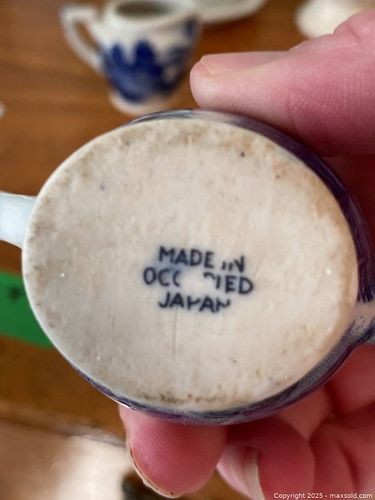 MADE IN
OCCUPIED
JAPAN
Copyright © 2025 - maxsold.com